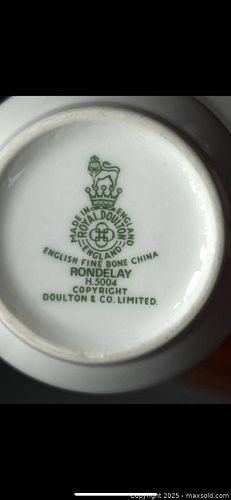 MADE IN ENGLAND
ROYAL DOULTON
ENGLAND
ENGLISH FINE BONE CHINA
RONDELAY
H.5004
COPYRIGHT
DOULTON & CO. LIMITED.
Copyright 2025 - maxsold.com